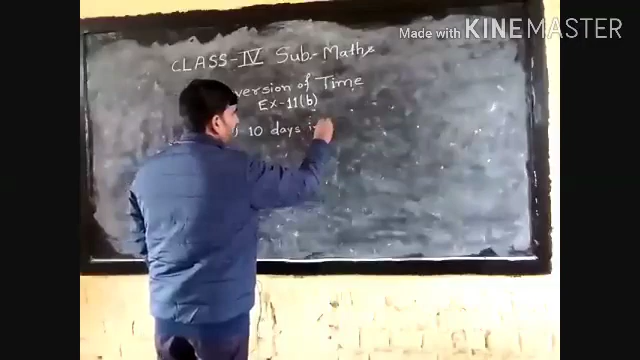 Made with KINEMASTER
CLASS-IV Sub.- Maths
version of Time
Ex-11(b)
10 days i